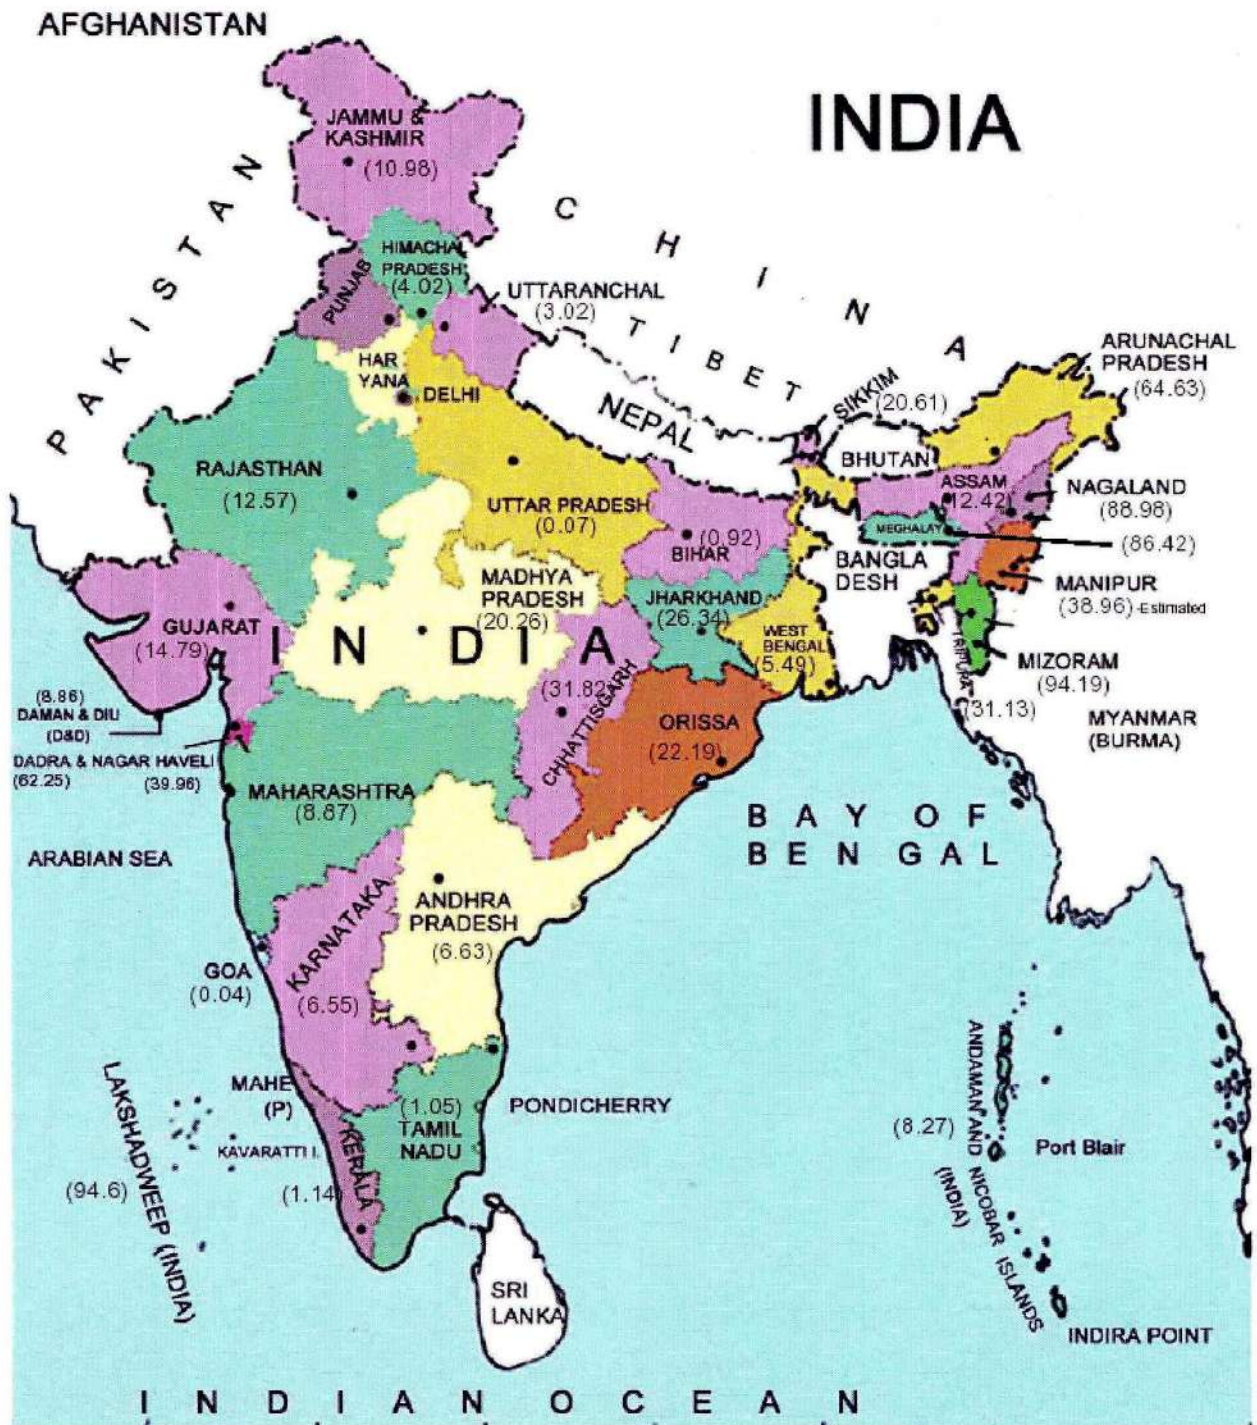 AFGHANISTAN
INDIA
JAMMU &
KASHMIR
(10.98)
PAKISTAN
CHINA
TIBET
HIMACHAL
PRADESH
(4.02)
PUNJAB
UTTARANCHAL
(3.02)
HAR
YANA
DELHI
NEPAL
SIKKIM
(20.61)
ARUNACHAL
PRADESH
(64.63)
BHUTAN
RAJASTHAN
(12.57)
UTTAR PRADESH
(0.07)
(0.92)
BIHAR
ASSAM
12.42)
NAGALAND
(88.98)
MEGHALAY
(86.42)
BANGLA
DESH
MANIPUR
(38.96) -Estimated
MADHYA
PRADESH
(20.26)
JHARKHAND
(26.34)
GUJARAT
(14.79)
INDIA
WEST
BENGAL
(5.49)
TRIPURA
(31.13)
MIZORAM
(94.19)
MYANMAR
(BURMA)
(8.86)
DAMAN & DIU
(D&D)
DADRA & NAGAR HAVELI
(62.25)
(39.96)
(31.82)
CHHATTISGARH
ORISSA
(22.19)
MAHARASHTRA
(8.87)
BAY OF
BENGAL
ARABIAN SEA
ANDHRA
PRADESH
(6.63)
KARNATAKA
(6.55)
GOA
(0.04)
MAHE
(P)
(1.05)
TAMIL
NADU
PONDICHERRY
LAKSHADWEEP (INDIA)
(94.6)
KAVARATTI I.
KERALA
(1.14)
ANDAMAN AND NICOBAR ISLANDS
(INDIA)
(8.27)
Port Blair
SRI
LANKA
INDIRA POINT
INDIAN OCEAN